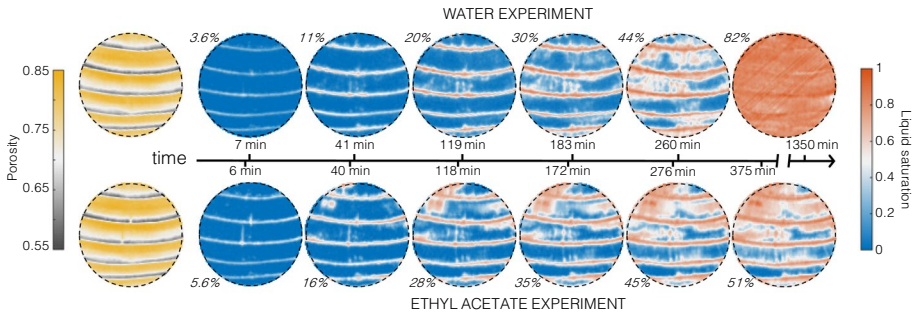 WATER EXPERIMENT
3.6% 11% 20% 30% 44% 82%
0.85
0.75
0.65
0.55
Porosity
1
0.8
0.6
0.4
0.2
0
Liquid saturation
7 min 41 min 119 min 183 min 260 min 1350 min
time
6 min 40 min 118 min 172 min 276 min 375 min
5.6% 16% 28% 35% 45% 51%
ETHYL ACETATE EXPERIMENT